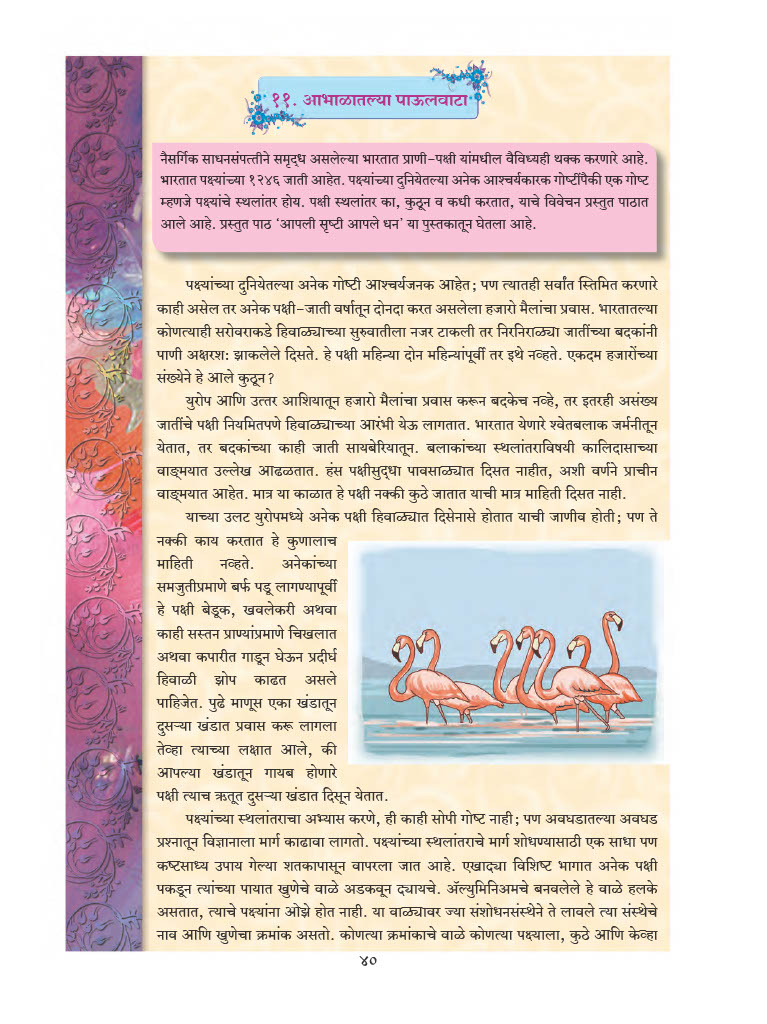 ११. आभाळातल्या पाऊलवाटा
नैसर्गिक साधनसंपत्तीने समृद्ध असलेल्या भारतात प्राणी-पक्षी यांमधील वैविध्यही थक्क करणारे आहे.
भारतात पक्ष्यांच्या १२४६ जाती आहेत. पक्ष्यांच्या दुनियेतल्या अनेक आश्चर्यकारक गोष्टींपैकी एक गोष्ट
म्हणजे पक्ष्यांचे स्थलांतर होय. पक्षी स्थलांतर का, कुठून व कधी करतात, याचे विवेचन प्रस्तुत पाठात
आले आहे. प्रस्तुत पाठ ‘आपली सृष्टी आपले धन’ या पुस्तकातून घेतला आहे.
पक्ष्यांच्या दुनियेतल्या अनेक गोष्टी आश्चर्यजनक आहेत; पण त्यातही सर्वांत स्तिमित करणारे
काही असेल तर अनेक पक्षी-जाती वर्षातून दोनदा करत असलेला हजारो मैलांचा प्रवास. भारतातल्या
कोणत्याही सरोवराकडे हिवाळ्याच्या सुरुवातीला नजर टाकली तर निरनिराळ्या जातींच्या बदकांनी
पाणी अक्षरश: झाकलेले दिसते. हे पक्षी महिन्या दोन महिन्यांपूर्वी तर इथे नव्हते. एकदम हजारोंच्या
संख्येने हे आले कुठून?
युरोप आणि उत्तर आशियातून हजारो मैलांचा प्रवास करून बदकेच नव्हे, तर इतरही असंख्य
जातींचे पक्षी नियमितपणे हिवाळ्याच्या आरंभी येऊ लागतात. भारतात येणारे श्वेतबलाक जर्मनीतून
येतात, तर बदकांच्या काही जाती सायबेरियातून. बलाकांच्या स्थलांतराविषयी कालिदासाच्या
वाङ्मयात उल्लेख आढळतात. हंस पक्षीसुद्धा पावसाळ्यात दिसत नाहीत, अशी वर्णने प्राचीन
वाङ्मयात आहेत. मात्र या काळात हे पक्षी नक्की कुठे जातात याची मात्र माहिती दिसत नाही.
याच्या उलट युरोपमध्ये अनेक पक्षी हिवाळ्यात दिसेनासे होतात याची जाणीव होती; पण ते
नक्की काय करतात हे कुणालाच
माहिती नव्हते. अनेकांच्या
समजुतीप्रमाणे बर्फ पडू लागण्यापूर्वी
हे पक्षी बेडूक, खवलेकरी अथवा
काही सस्तन प्राण्यांप्रमाणे चिखलात
अथवा कपारीत गाडून घेऊन प्रदीर्घ
हिवाळी झोप काढत असले
पाहिजेत. पुढे माणूस एका खंडातून
दुसऱ्या खंडात प्रवास करू लागला
तेव्हा त्याच्या लक्षात आले, की
आपल्या खंडातून गायब होणारे
पक्षी त्याच ऋतूत दुसऱ्या खंडात दिसून येतात.
पक्ष्यांच्या स्थलांतराचा अभ्यास करणे, ही काही सोपी गोष्ट नाही; पण अवघडातल्या अवघड
प्रश्नातून विज्ञानाला मार्ग काढावा लागतो. पक्ष्यांच्या स्थलांतराचे मार्ग शोधण्यासाठी एक साधा पण
कष्टसाध्य उपाय गेल्या शतकापासून वापरला जात आहे. एखाद्या विशिष्ट भागात अनेक पक्षी
पकडून त्यांच्या पायात खुणेचे वाळे अडकवून द्यायचे. ॲल्युमिनिअमचे बनवलेले हे वाळे हलके
असतात, त्याचे पक्ष्यांना ओझे होत नाही. या वाळ्यावर ज्या संशोधनसंस्थेने ते लावले त्या संस्थेचे
नाव आणि खुणेचा क्रमांक असतो. कोणत्या क्रमांकाचे वाळे कोणत्या पक्ष्याला, कुठे आणि केव्हा
४०